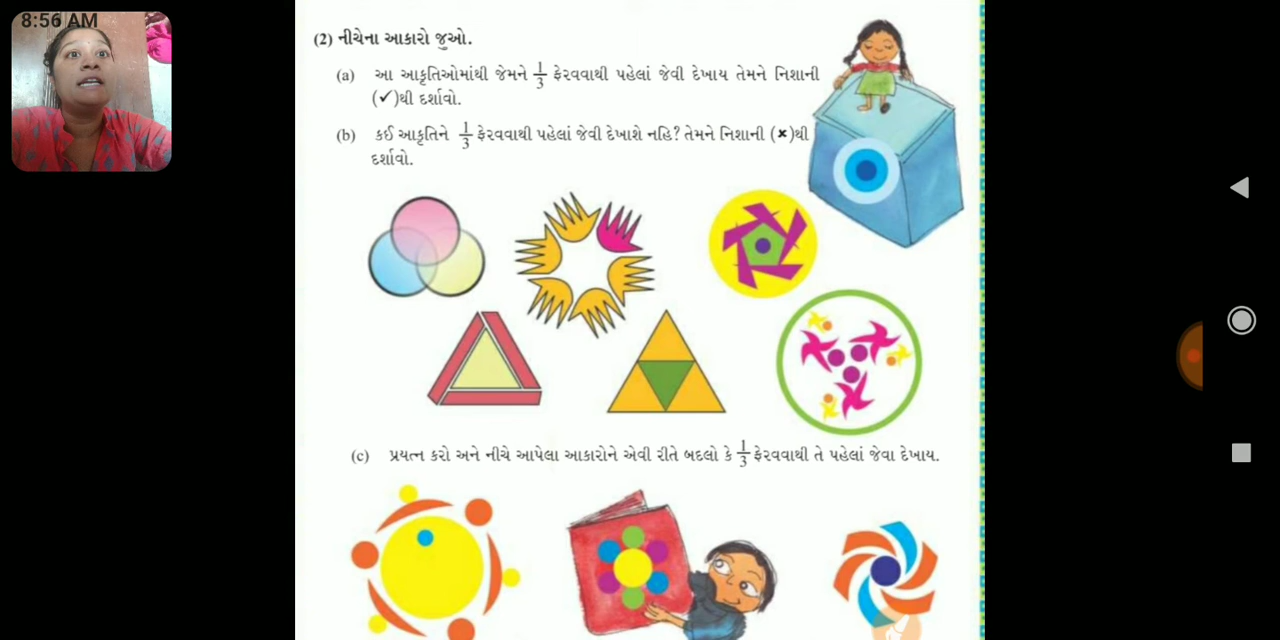 8:56 AM
(2) નીચેના આકારો જુઓ.
(a) આ આકૃતિઓમાંથી જેમને 1/3 ફેરવવાથી પહેલાં જેવી દેખાય તેમને નિશાની
(✓)થી દર્શાવો.
(b) કઈ આકૃતિને 1/3 ફેરવવાથી પહેલાં જેવી દેખાશે નહિ? તેમને નિશાની (×)થી
દર્શાવો.
(c) પ્રયત્ન કરો અને નીચે આપેલા આકારોને એવી રીતે બદલો કે 1/3 ફેરવવાથી તે પહેલાં જેવા દેખાય.